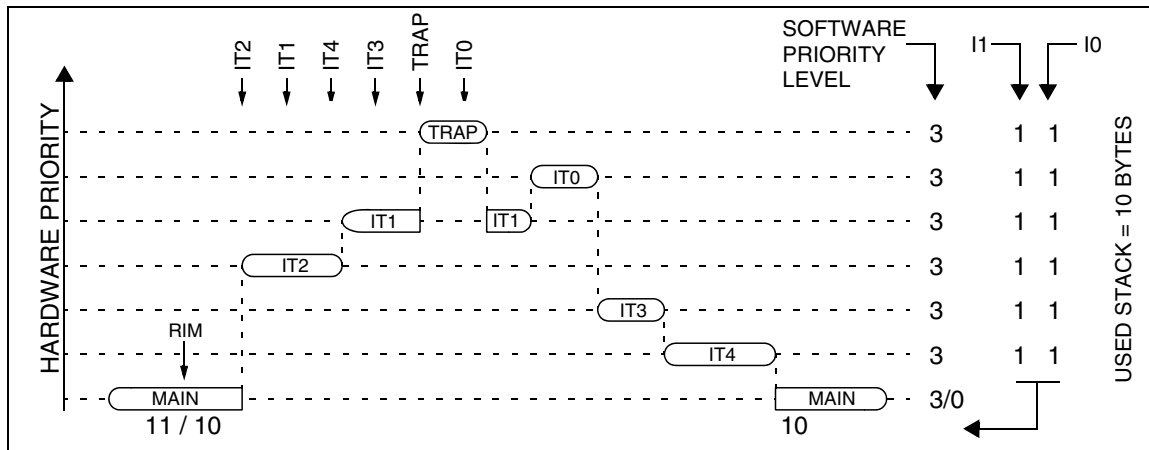 IT2
IT1
IT4
IT3
TRAP
IT0
SOFTWARE
PRIORITY
LEVEL
I1
I0
HARDWARE PRIORITY
TRAP
3
1 1
IT0
3
1 1
IT1
IT1
3
1 1
IT2
3
1 1
IT3
3
1 1
RIM
IT4
3
1 1
MAIN
MAIN
3/0
11 / 10
10
USED STACK = 10 BYTES